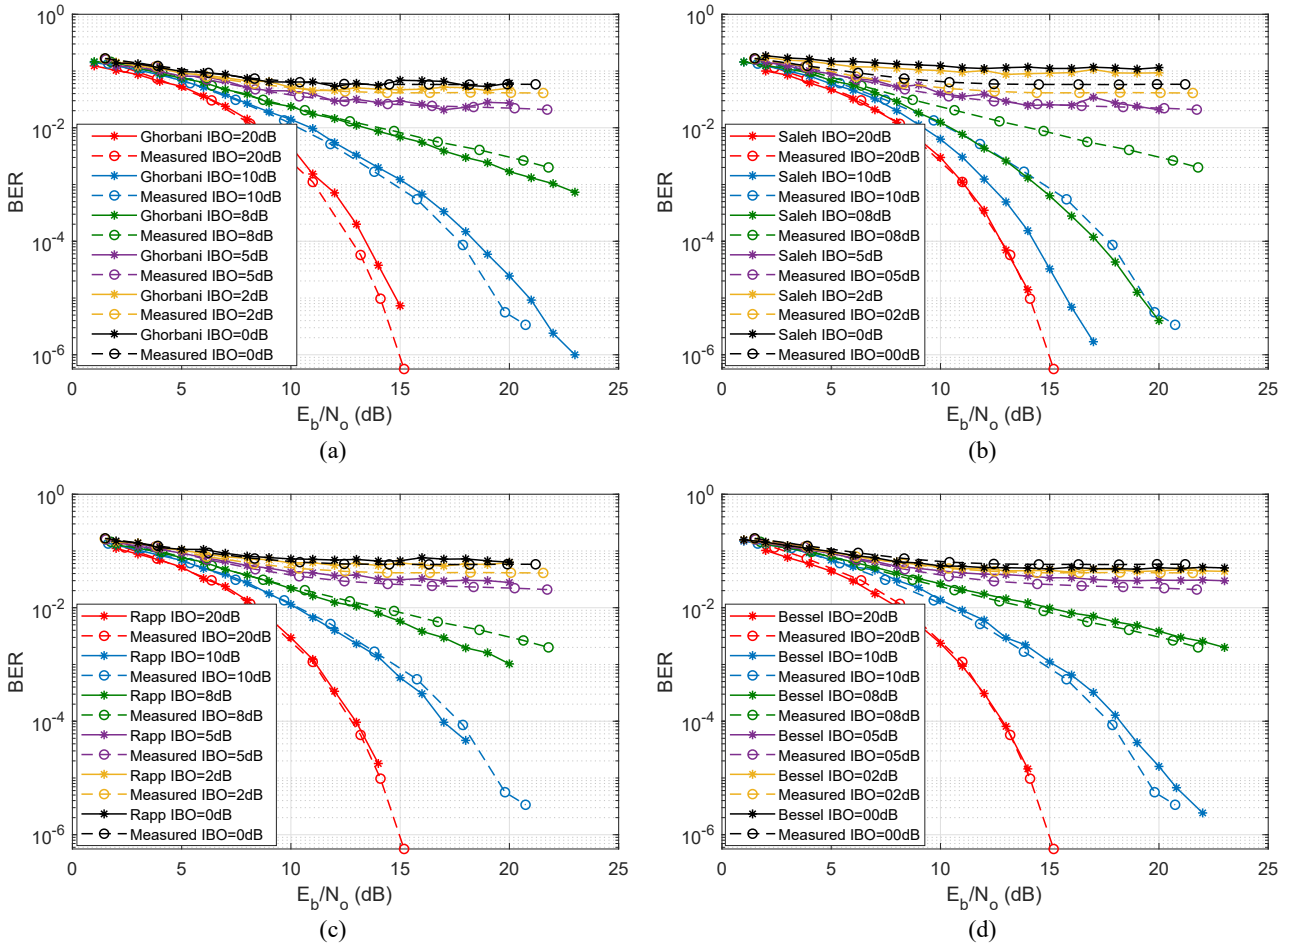 10^0
10^-2
10^-4
10^-6
BER
Ghorbani IBO=20dB
Measured IBO=20dB
Ghorbani IBO=10dB
Measured IBO=10dB
Ghorbani IBO=8dB
Measured IBO=8dB
Ghorbani IBO=5dB
Measured IBO=5dB
Ghorbani IBO=2dB
Measured IBO=2dB
Ghorbani IBO=0dB
Measured IBO=0dB
0 5 10 15 20 25
E_b/N_o (dB)
(a)
10^0
10^-2
10^-4
10^-6
BER
Saleh IBO=20dB
Measured IBO=20dB
Saleh IBO=10dB
Measured IBO=10dB
Saleh IBO=08dB
Measured IBO=08dB
Saleh IBO=5dB
Measured IBO=05dB
Saleh IBO=2dB
Measured IBO=02dB
Saleh IBO=0dB
Measured IBO=00dB
0 5 10 15 20 25
E_b/N_o (dB)
(b)
10^0
10^-2
10^-4
10^-6
BER
Rapp IBO=20dB
Measured IBO=20dB
Rapp IBO=10dB
Measured IBO=10dB
Rapp IBO=8dB
Measured IBO=8dB
Rapp IBO=5dB
Measured IBO=5dB
Rapp IBO=2dB
Measured IBO=2dB
Rapp IBO=0dB
Measured IBO=0dB
0 5 10 15 20 25
E_b/N_o (dB)
(c)
10^0
10^-2
10^-4
10^-6
BER
Bessel IBO=20dB
Measured IBO=20dB
Bessel IBO=10dB
Measured IBO=10dB
Bessel IBO=08dB
Measured IBO=08dB
Bessel IBO=05dB
Measured IBO=05dB
Bessel IBO=02dB
Measured IBO=02dB
Bessel IBO=00dB
Measured IBO=00dB
0 5 10 15 20 25
E_b/N_o (dB)
(d)